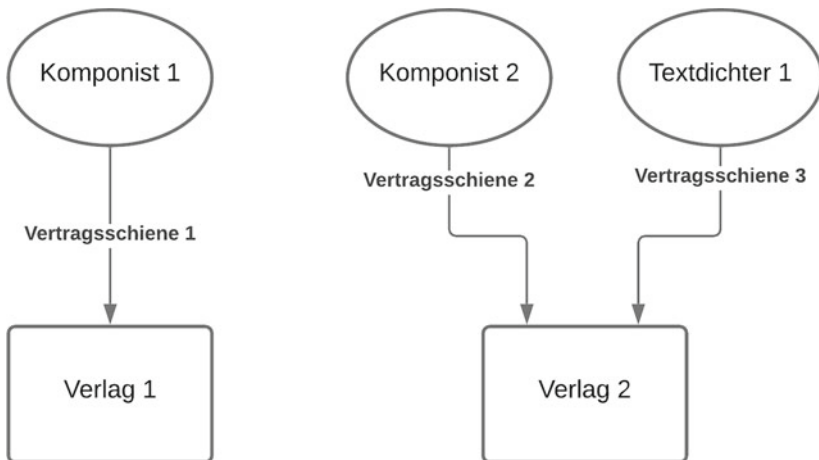 Komponist 1
Komponist 2
Textdichter 1
Vertragsschiene 1
Vertragsschiene 2
Vertragsschiene 3
Verlag 1
Verlag 2